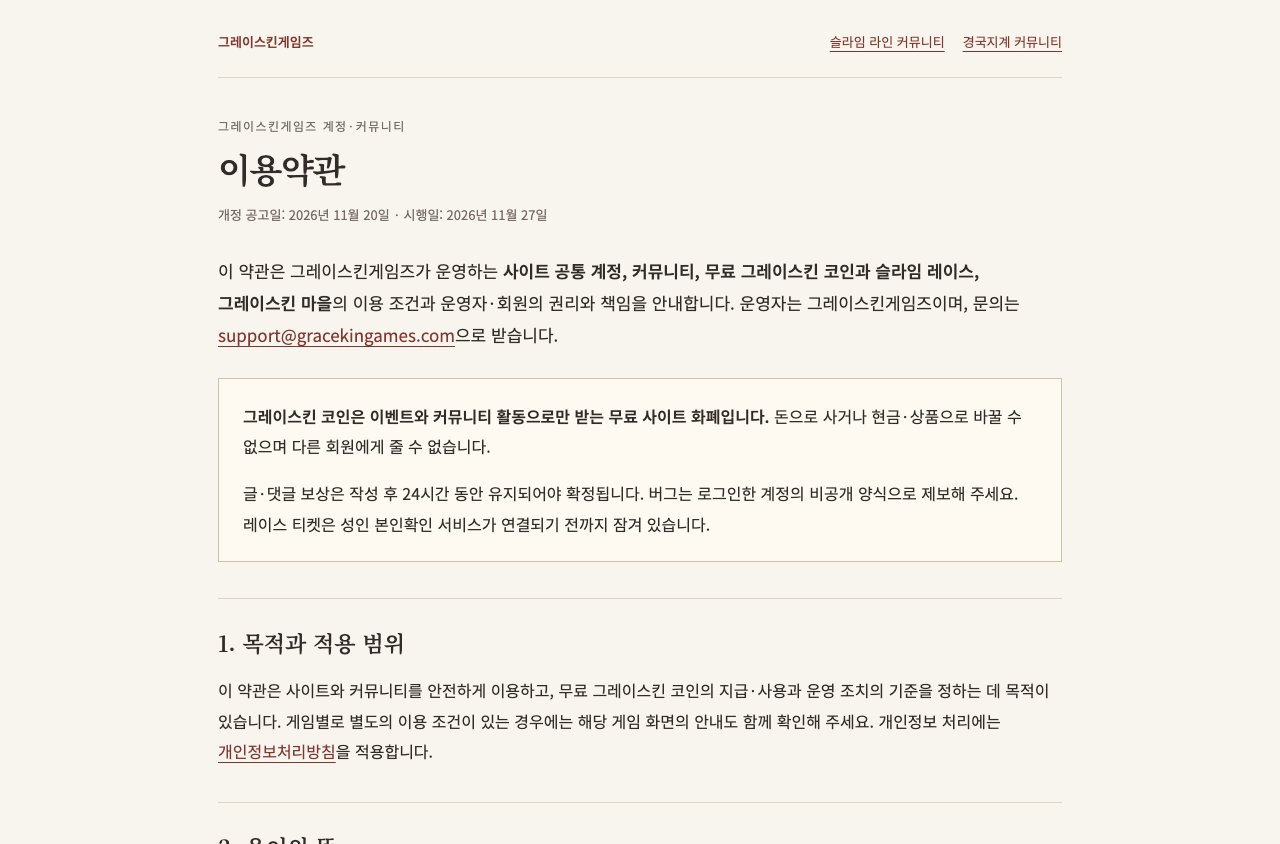 그레이스킨게임즈
슬라임 라인 커뮤니티 경국지계 커뮤니티
그레이스킨게임즈 계정·커뮤니티
이용약관
개정 공고일: 2026년 11월 20일 · 시행일: 2026년 11월 27일
이 약관은 그레이스킨게임즈가 운영하는 사이트 공통 계정, 커뮤니티, 무료 그레이스킨 코인과 슬라임 레이스,
그레이스킨 마을의 이용 조건과 운영자·회원의 권리와 책임을 안내합니다. 운영자는 그레이스킨게임즈이며, 문의는
support@gracekingames.com으로 받습니다.
그레이스킨 코인은 이벤트와 커뮤니티 활동으로만 받는 무료 사이트 화폐입니다. 돈으로 사거나 현금·상품으로 바꿀 수
없으며 다른 회원에게 줄 수 없습니다.
글·댓글 보상은 작성 후 24시간 동안 유지되어야 확정됩니다. 버그는 로그인한 계정의 비공개 양식으로 제보해 주세요.
레이스 티켓은 성인 본인확인 서비스가 연결되기 전까지 잠겨 있습니다.
1. 목적과 적용 범위
이 약관은 사이트와 커뮤니티를 안전하게 이용하고, 무료 그레이스킨 코인의 지급·사용과 운영 조치의 기준을 정하는 데 목적이
있습니다. 게임별로 별도의 이용 조건이 있는 경우에는 해당 게임 화면의 안내도 함께 확인해 주세요. 개인정보 처리에는
개인정보처리방침을 적용합니다.